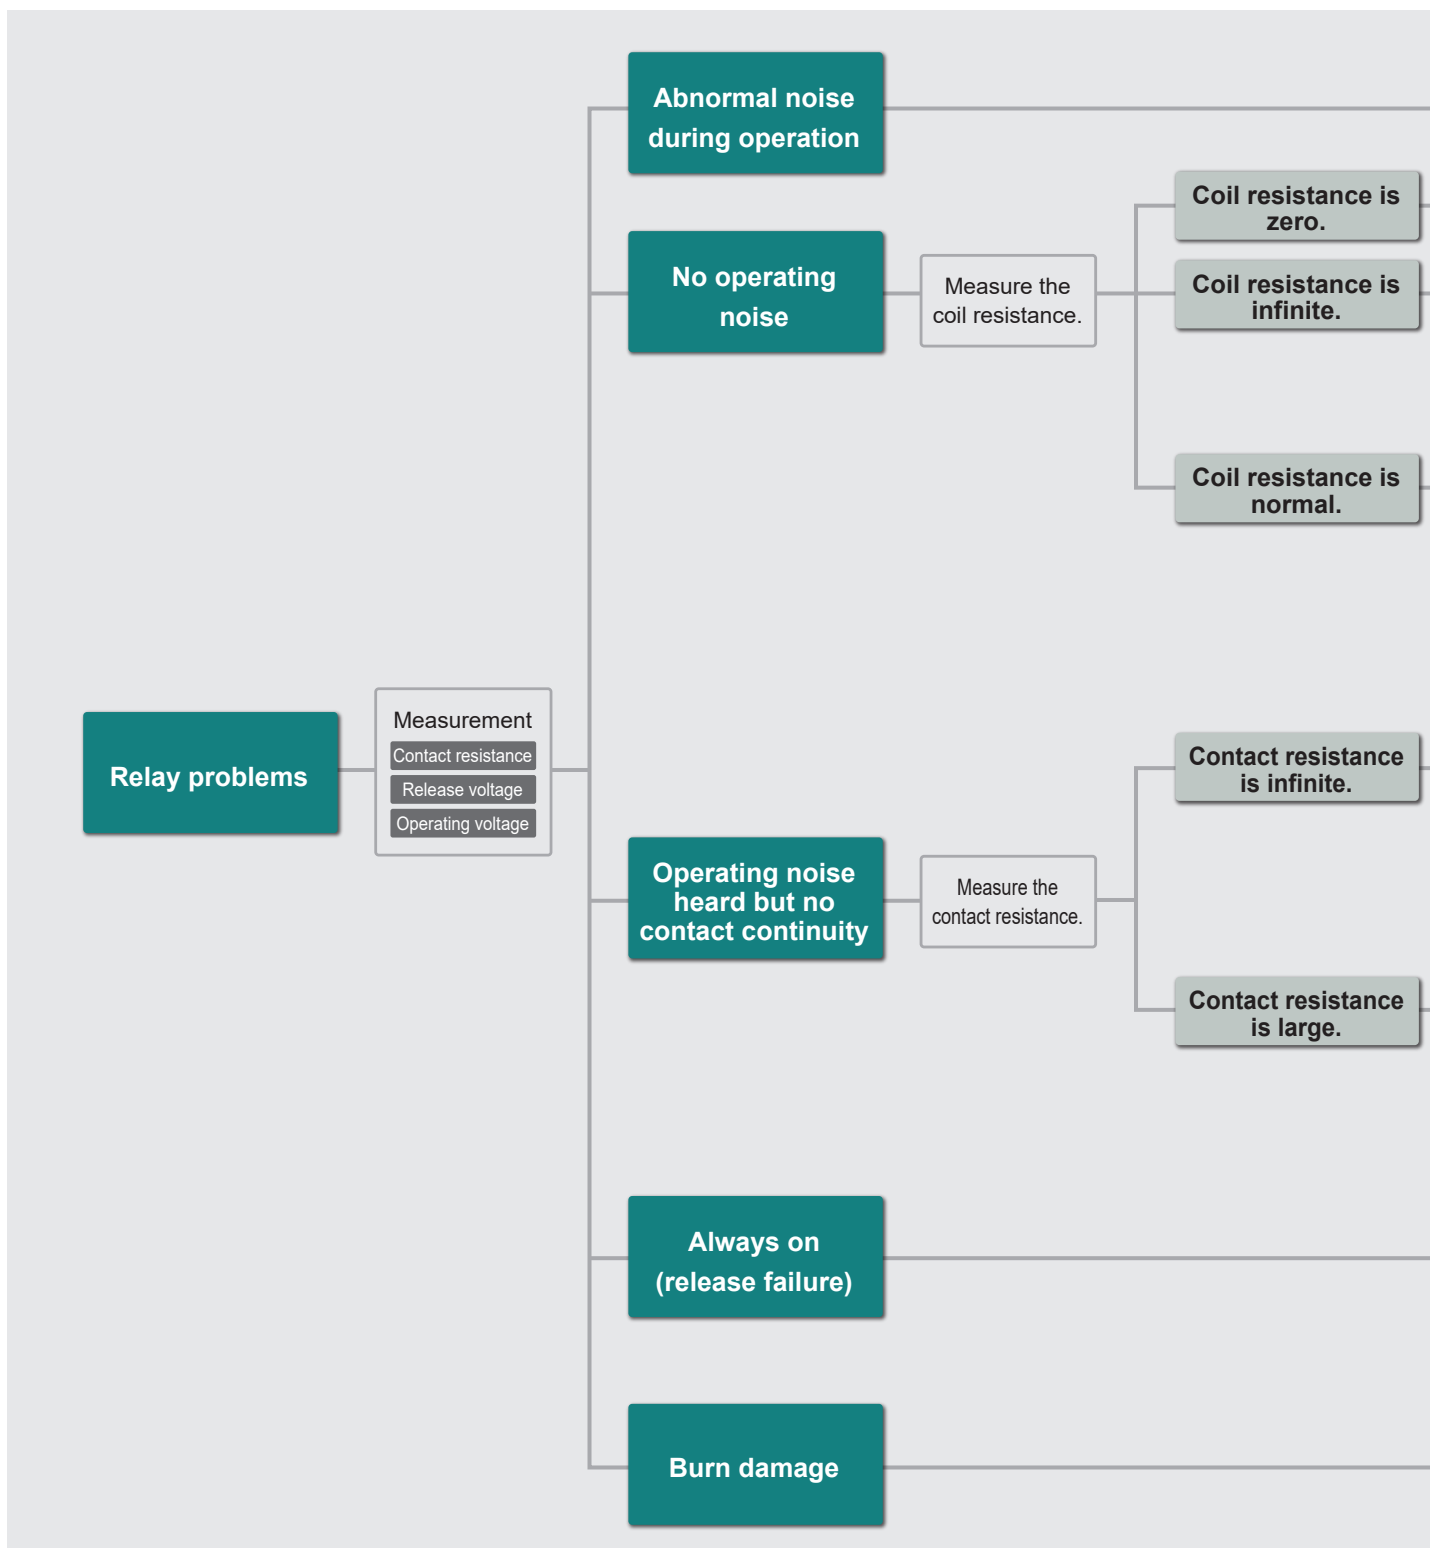 Relay problems
Measurement
Contact resistance
Release voltage
Operating voltage
Abnormal noise
during operation
No operating
noise
Measure the
coil resistance.
Coil resistance is
zero.
Coil resistance is
infinite.
Coil resistance is
normal.
Operating noise
heard but no
contact continuity
Measure the
contact resistance.
Contact resistance
is infinite.
Contact resistance
is large.
Always on
(release failure)
Burn damage